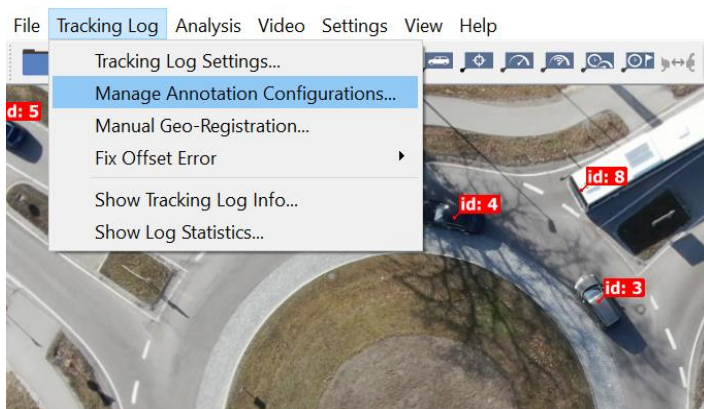 File Tracking Log Analysis Video Settings View Help
Tracking Log Settings...
Manage Annotation Configurations...
Manual Geo-Registration...
Fix Offset Error
Show Tracking Log Info...
Show Log Statistics...
d: 5
id: 8
id: 4
id: 3